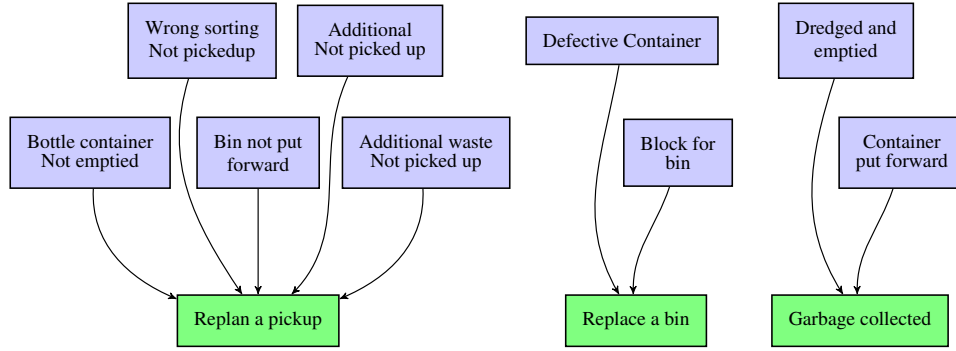 Wrong sorting
Not pickedup
Additional
Not picked up
Defective Container
Dredged and
emptied
Bottle container
Not emptied
Bin not put
forward
Additional waste
Not picked up
Block for
bin
Container
put forward
Replan a pickup
Replace a bin
Garbage collected